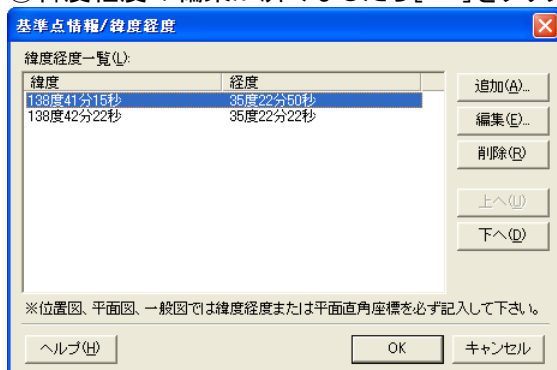 基準点情報/緯度経度
緯度経度一覧(L):
緯度 経度
138度41分15秒 35度22分50秒
138度42分22秒 35度22分22秒
追加(A)...
編集(E)...
削除(R)
上へ(U)
下へ(D)
※位置図、平面図、一般図では緯度経度または平面直角座標を必ず記入して下さい。
ヘルプ(H) OK キャンセル